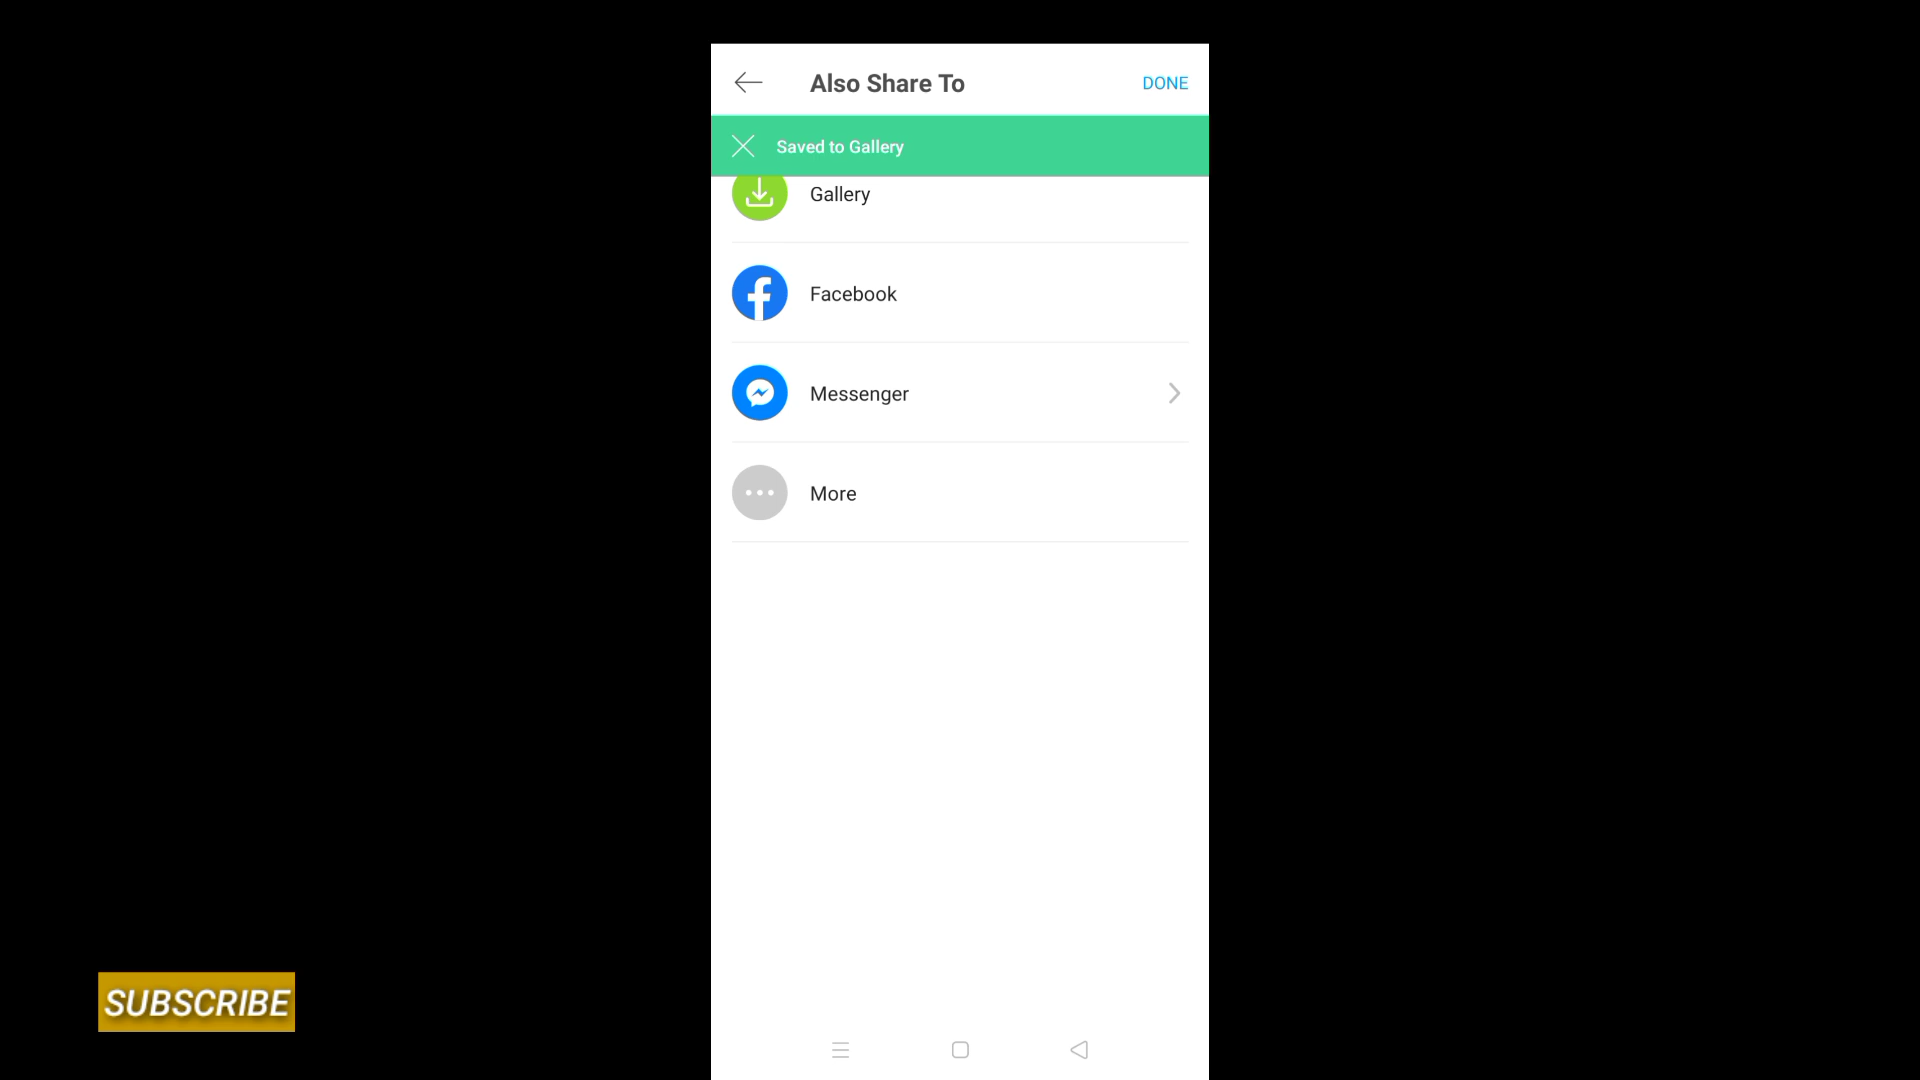 Also Share To
DONE
Saved to Gallery
Gallery
Facebook
Messenger
More
SUBSCRIBE